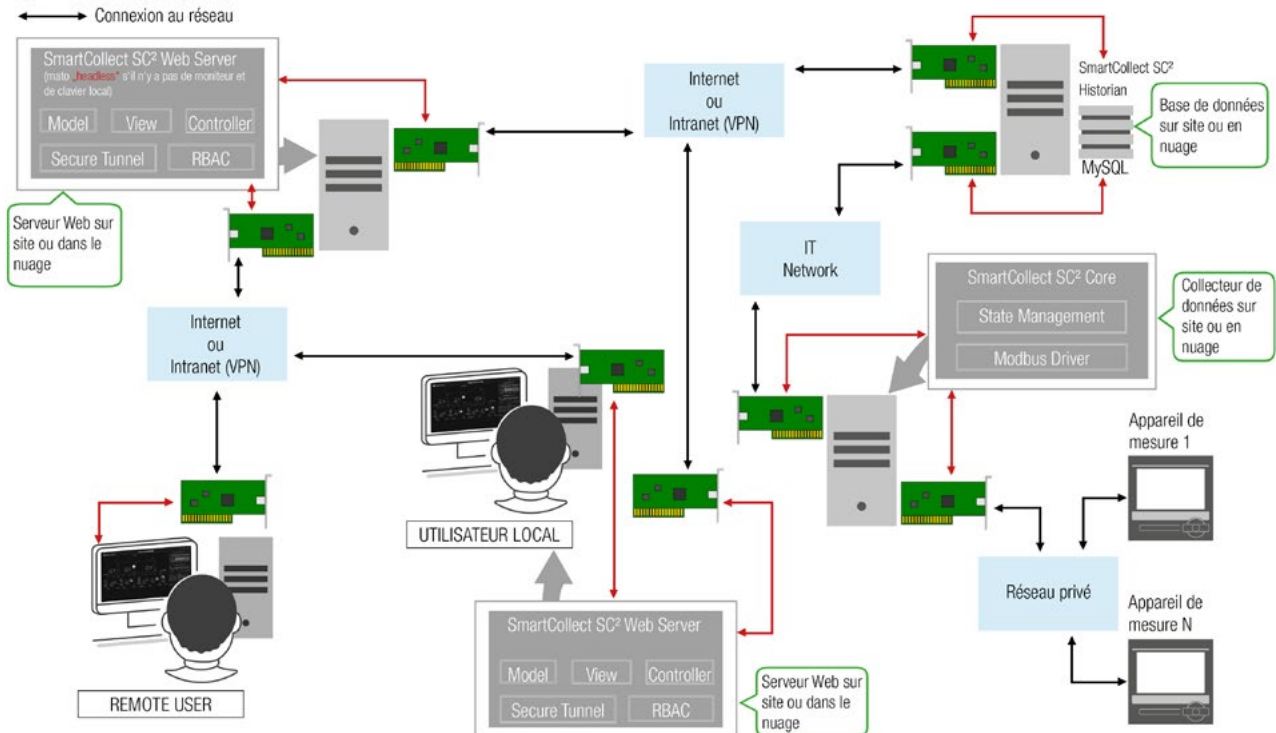 Connexion au réseau
SmartCollect SC² Web Server
(mato „headless“ s'il n'y a pas de moniteur et
de clavier local)
Model
View
Controller
Secure Tunnel
RBAC
Serveur Web sur
site ou dans le
nuage
Internet
ou
Intranet (VPN)
SmartCollect SC²
Historian
MySQL
Base de données
sur site ou en
nuage
IT
Network
SmartCollect SC² Core
State Management
Modbus Driver
Collecteur de
données sur
site ou en
nuage
Internet
ou
Intranet (VPN)
UTILISATEUR LOCAL
REMOTE USER
SmartCollect SC² Web Server
Model
View
Controller
Secure Tunnel
RBAC
Serveur Web sur
site ou dans le
nuage
Appareil de
mesure 1
Réseau privé
Appareil de
mesure N